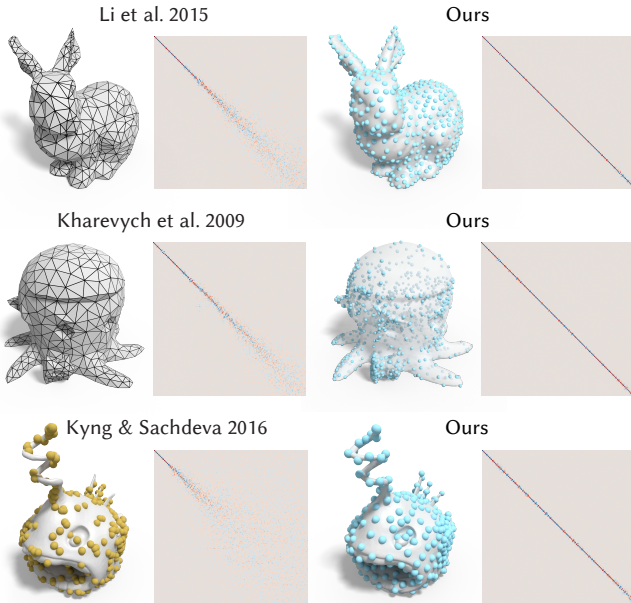 Li et al. 2015
Ours
Kharevych et al. 2009
Ours
Kyng & Sachdeva 2016
Ours